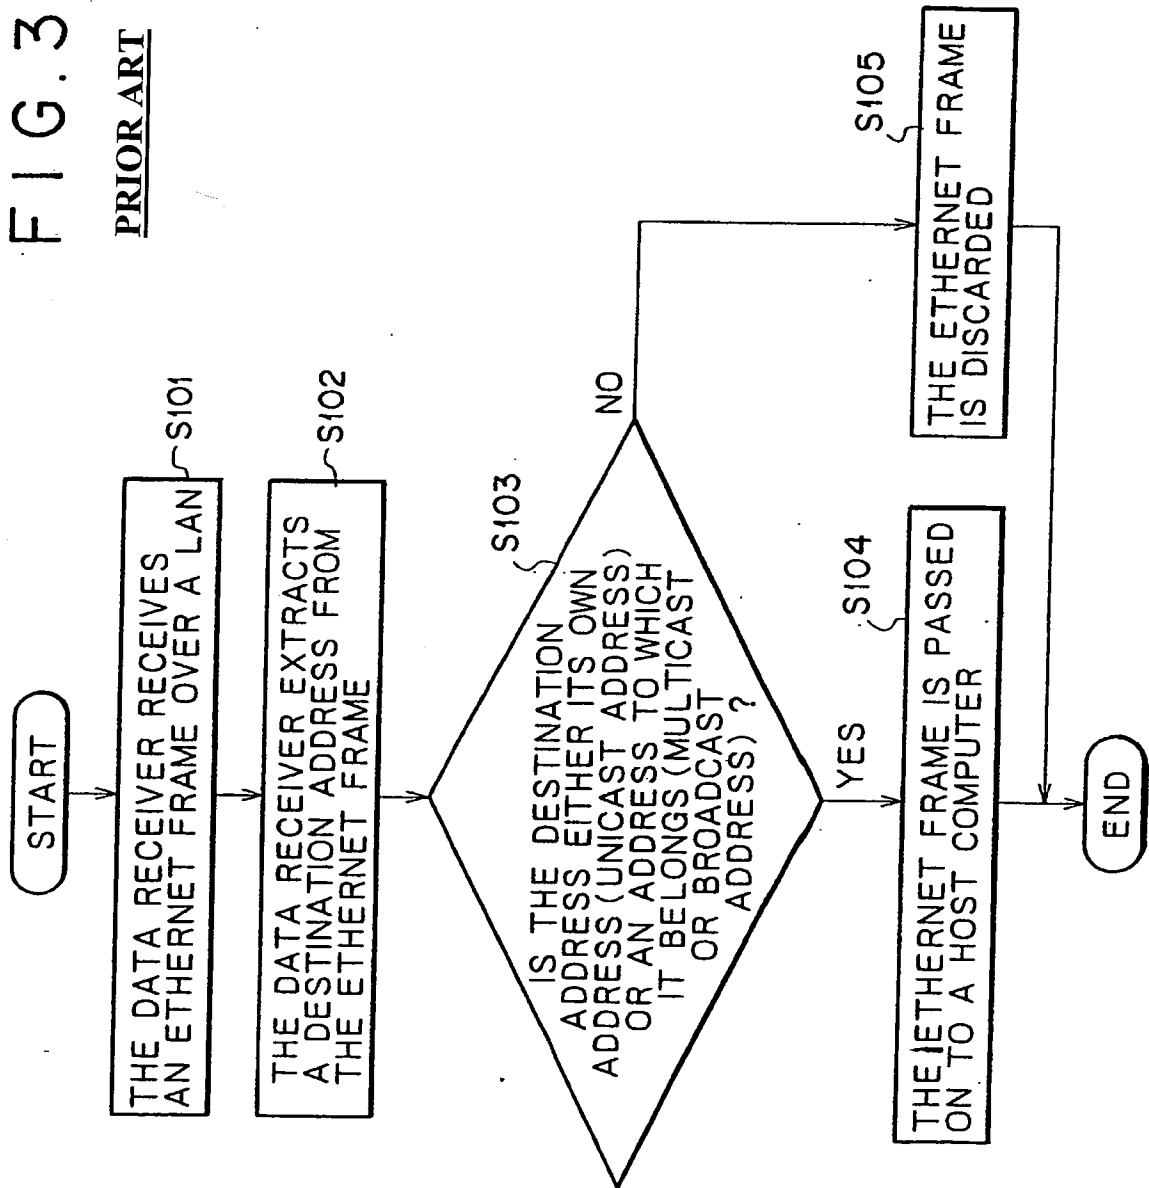 FIG.3
PRIOR ART
START
THE DATA RECEIVER RECEIVES
AN ETHERNET FRAME OVER A LAN
S101
THE DATA RECEIVER EXTRACTS
A DESTINATION ADDRESS FROM
THE ETHERNET FRAME
S102
IS THE DESTINATION
ADDRESS EITHER ITS OWN
ADDRESS (UNICAST ADDRESS)
OR AN ADDRESS TO WHICH
IT BELONGS (MULTICAST
OR BROADCAST
ADDRESS) ?
S103
NO
YES
THE ETHERNET FRAME IS PASSED
ON TO A HOST COMPUTER
S104
THE ETHERNET FRAME
IS DISCARDED
S105
END